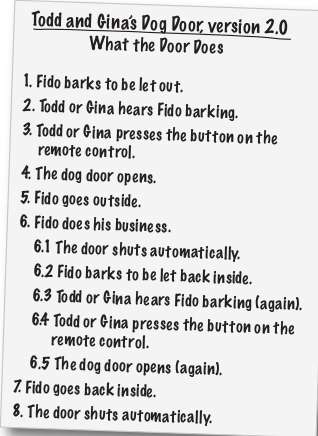 Todd and Gina's Dog Door, version 2.0
What the Door Does
1. Fido barks to be let out.
2. Todd or Gina hears Fido barking.
3. Todd or Gina presses the button on the
remote control.
4. The dog door opens.
5. Fido goes outside.
6. Fido does his business.
6.1 The door shuts automatically.
6.2 Fido barks to be let back inside.
6.3 Todd or Gina hears Fido barking (again).
6.4 Todd or Gina presses the button on the
remote control.
6.5 The dog door opens (again).
7. Fido goes back inside.
8. The door shuts automatically.